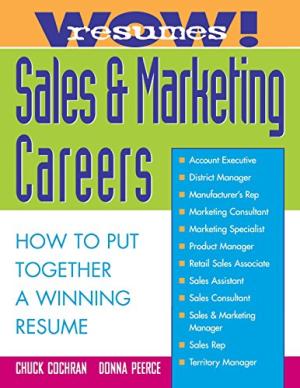 WOW!
resumes
Sales & Marketing
Careers
HOW TO PUT
TOGETHER
A WINNING
RESUME
Account Executive
District Manager
Manufacturer's Rep
Marketing Consultant
Marketing Specialist
Product Manager
Retail Sales Associate
Sales Assistant
Sales Consultant
Sales & Marketing
Manager
Sales Rep
Territory Manager
CHUCK COCHRAN DONNA PEERCE